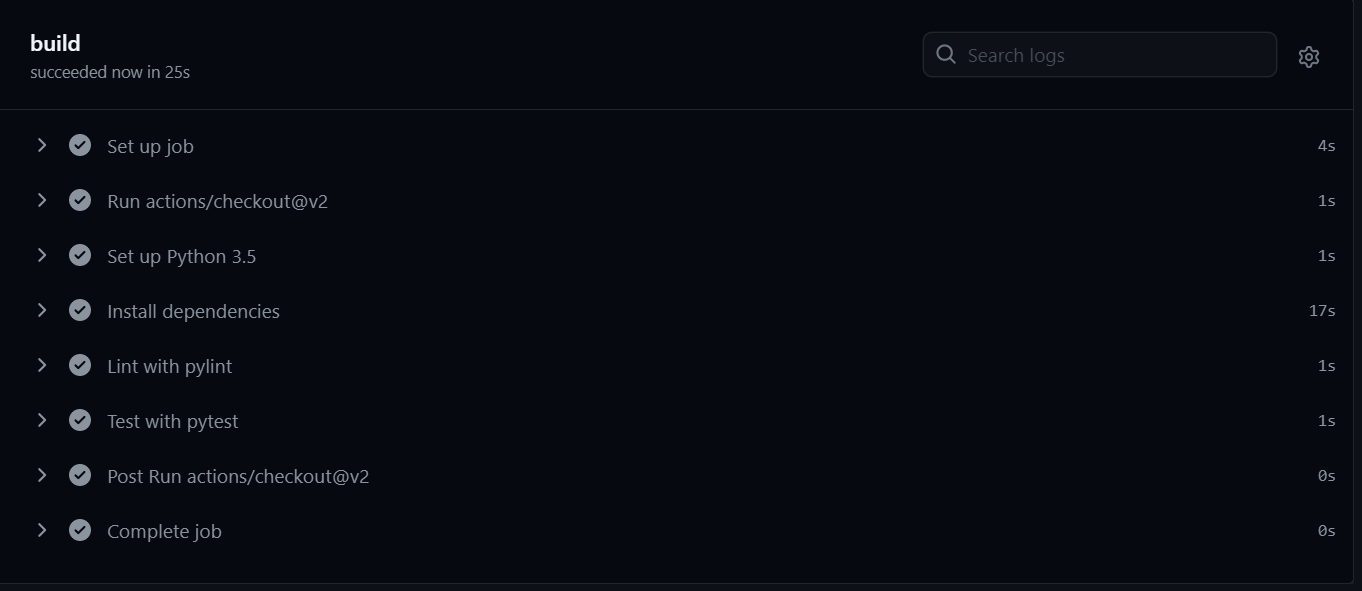 build
succeeded now in 25s
Search logs
Set up job 4s
Run actions/checkout@v2 1s
Set up Python 3.5 1s
Install dependencies 17s
Lint with pylint 1s
Test with pytest 1s
Post Run actions/checkout@v2 0s
Complete job 0s